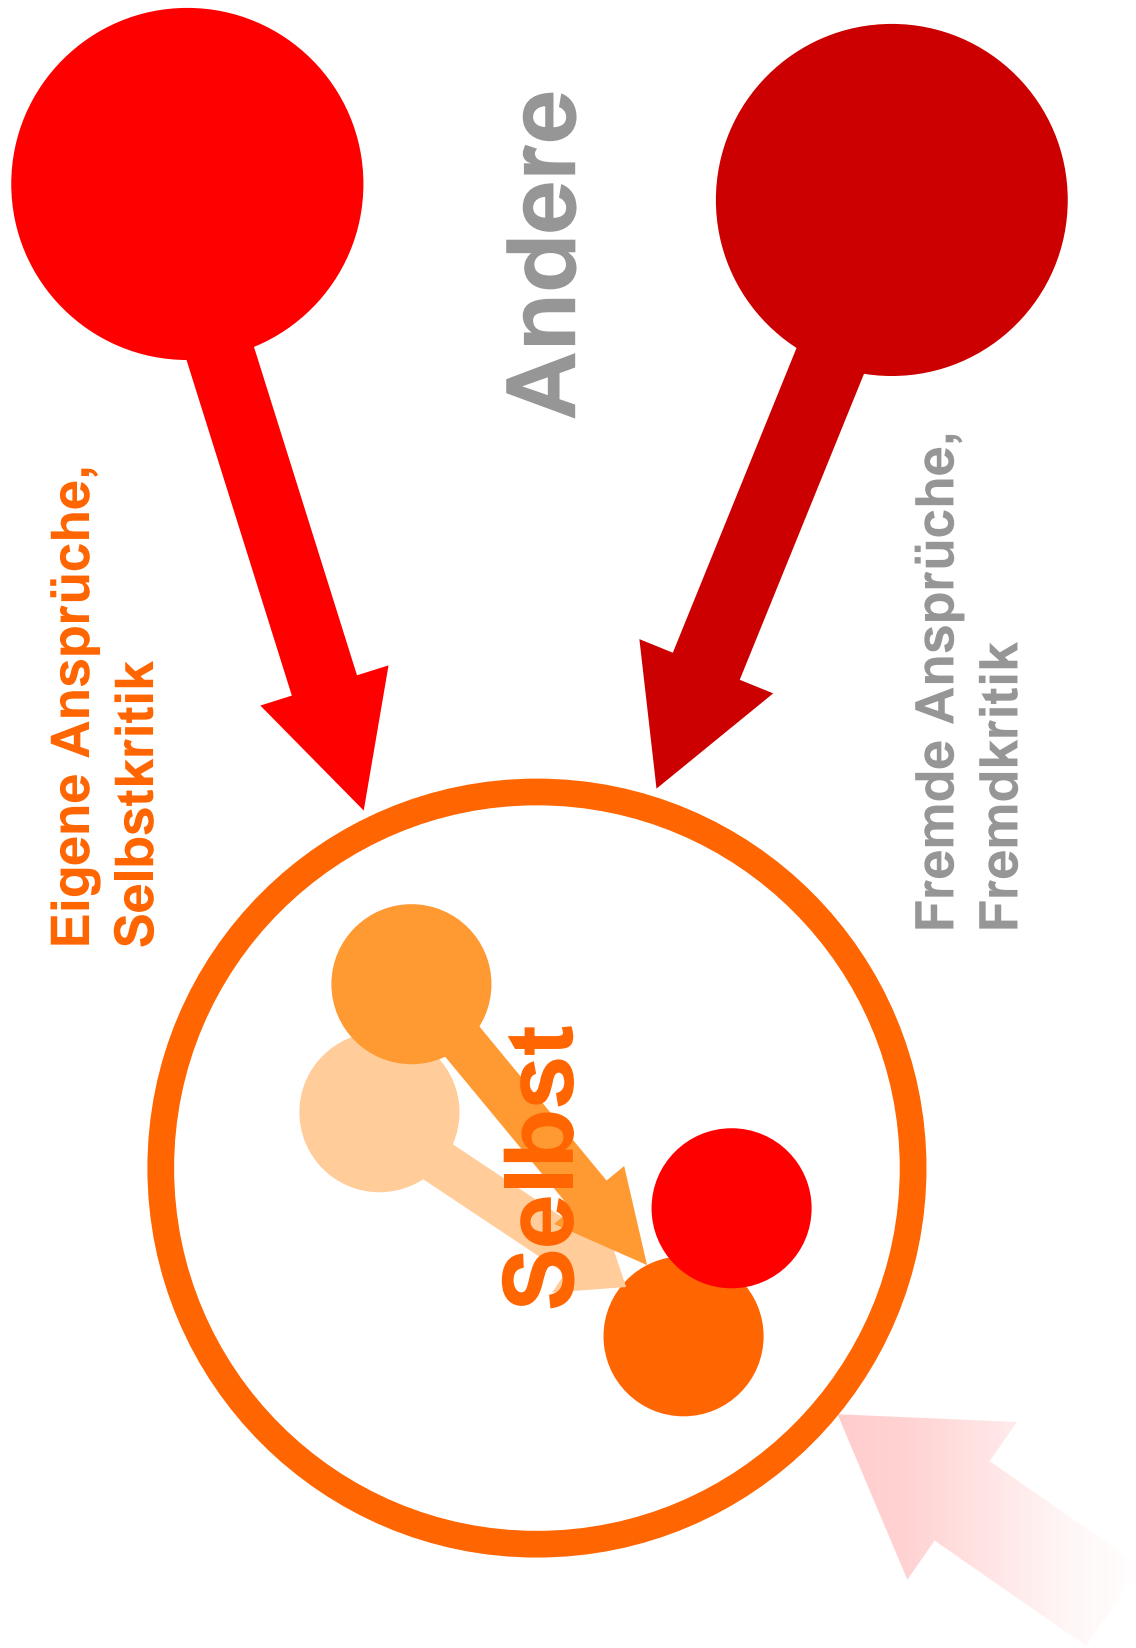 Eigene Ansprüche,
Selbstkritik
Selbst
Andere
Fremde Ansprüche,
Fremdkritik